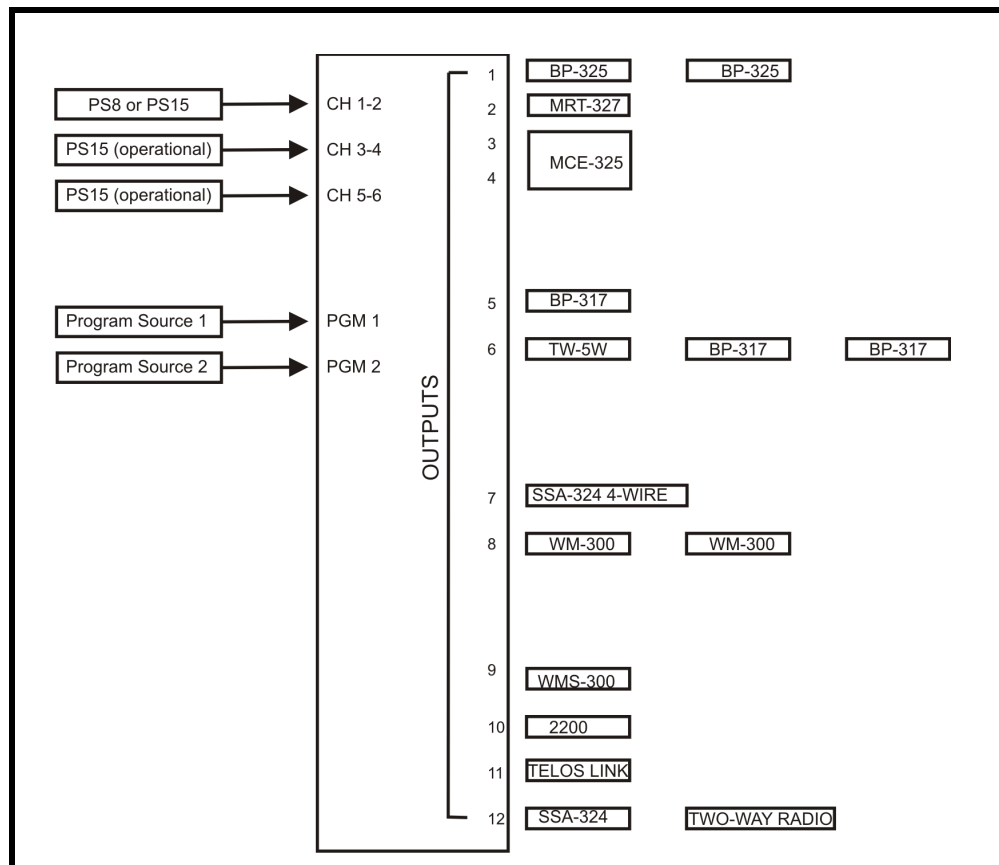 PS8 or PS15
PS15 (operational)
PS15 (operational)
Program Source 1
Program Source 2
CH 1-2
CH 3-4
CH 5-6
PGM 1
PGM 2
OUTPUTS
1 BP-325 BP-325
2 MRT-327
3
4
MCE-325
5 BP-317
6 TW-5W BP-317 BP-317
7 SSA-324 4-WIRE
8 WM-300 WM-300
9 WMS-300
10 2200
11 TELOS LINK
12 SSA-324 TWO-WAY RADIO